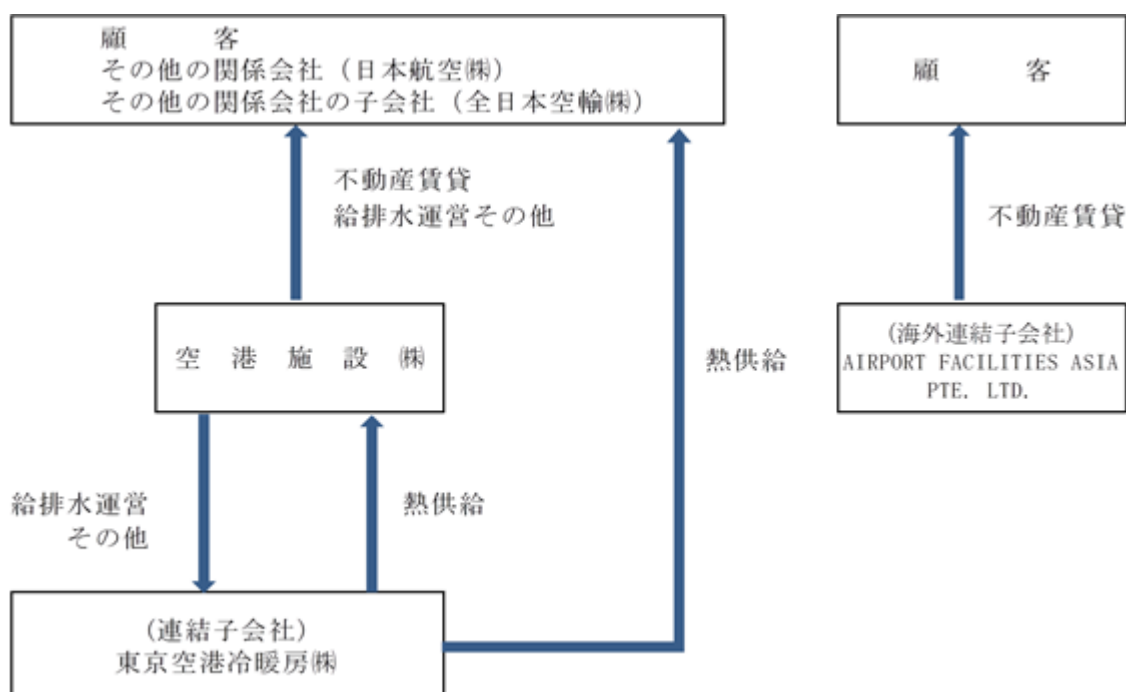 顧　　　客
その他の関係会社（日本航空㈱）
その他の関係会社の子会社（全日本空輸㈱）
顧　　　客
不動産賃貸
給排水運営その他
不動産賃貸
空　港　施　設　㈱
熱供給
(海外連結子会社)
AIRPORT FACILITIES ASIA
PTE. LTD.
給排水運営
その他
熱供給
(連結子会社)
東京空港冷暖房㈱